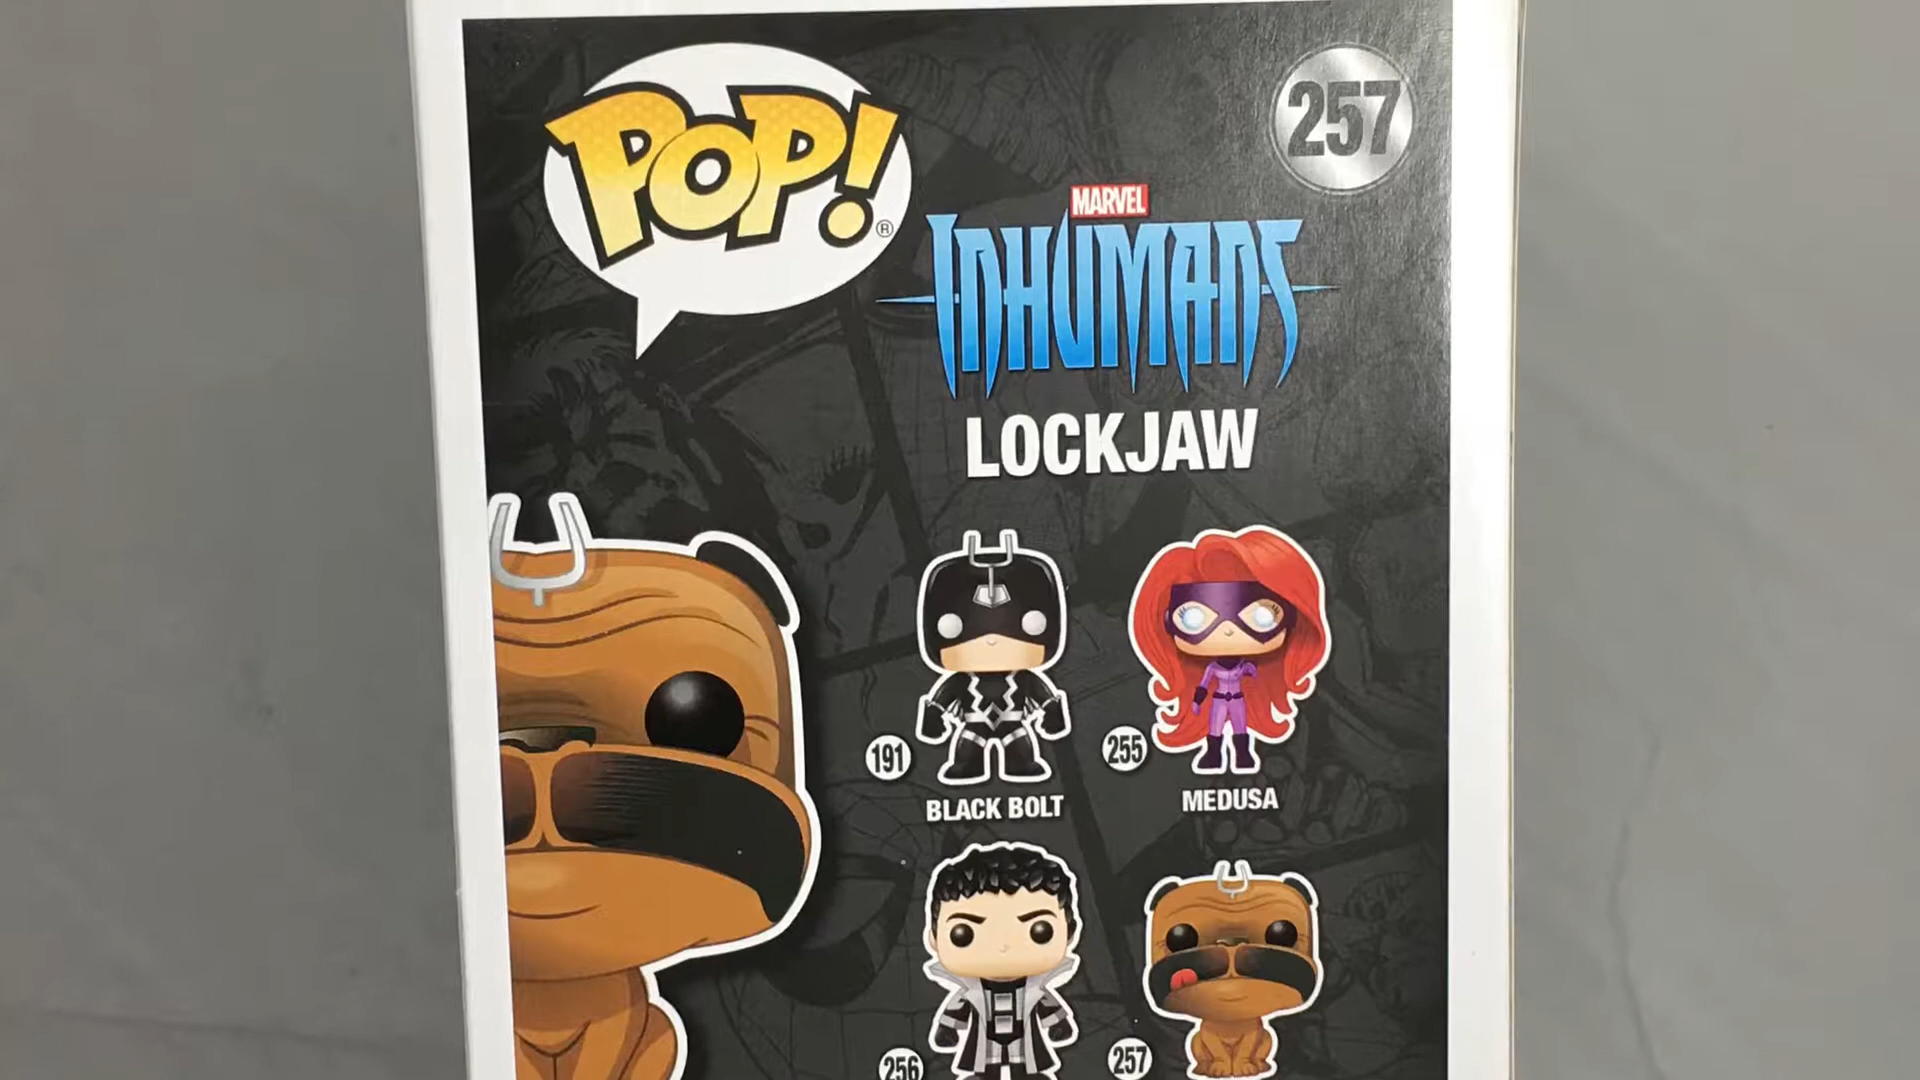 POP!®
257
MARVEL
INHUMANS
LOCKJAW
191
BLACK BOLT
255
MEDUSA
256
257